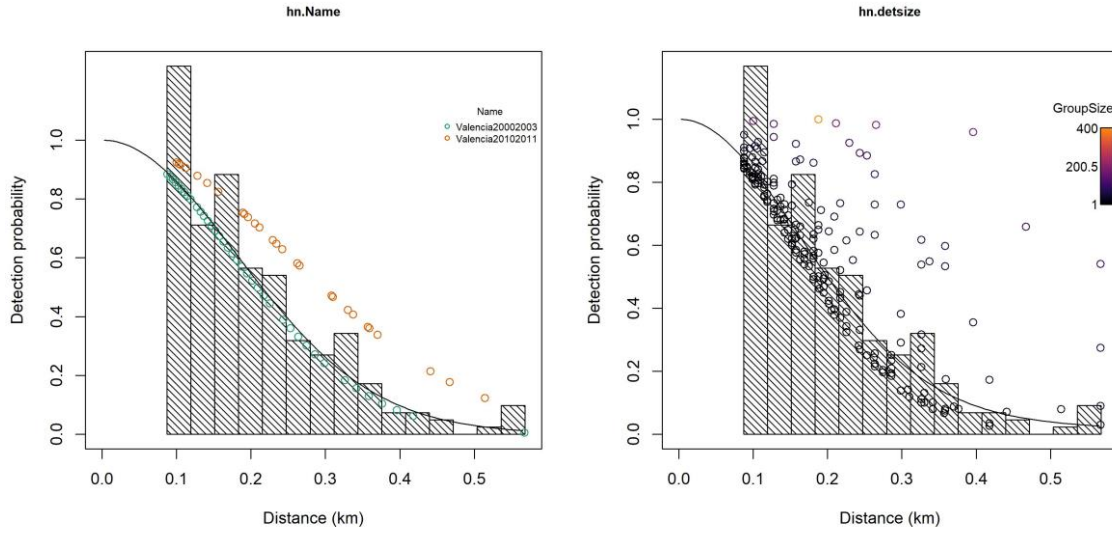 hn.Name
Detection probability
1.0
0.8
0.6
0.4
0.2
0.0
Name
Valencia20002003
Valencia20102011
0.0 0.1 0.2 0.3 0.4 0.5
Distance (km)
hn.detsize
Detection probability
1.0
0.8
0.6
0.4
0.2
0.0
GroupSize
400
200.5
1
0.0 0.1 0.2 0.3 0.4 0.5
Distance (km)